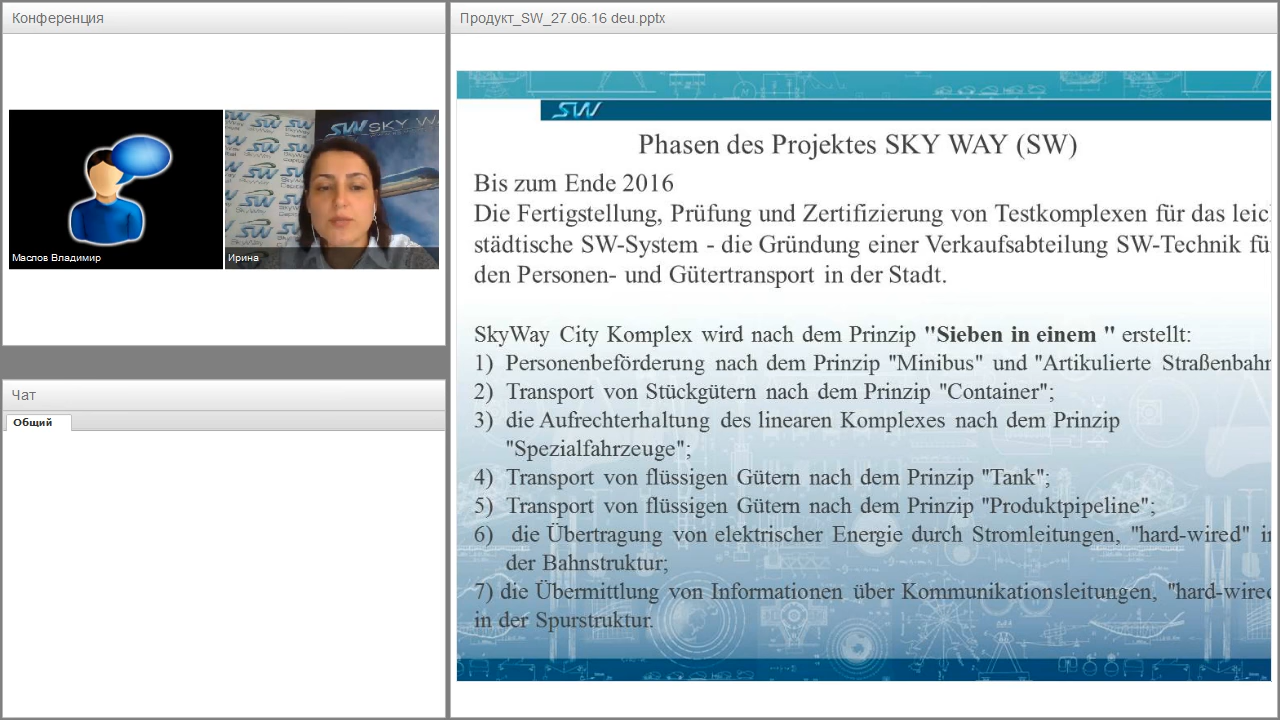 Конференция
Маслов Владимир
Ирина
Чат
Общий
Продукт_SW_27.06.16 deu.pptx
SW
Phasen des Projektes SKY WAY (SW)
Bis zum Ende 2016
Die Fertigstellung, Prüfung und Zertifizierung von Testkomplexen für das leic
städtische SW-System - die Gründung einer Verkaufsabteilung SW-Technik fü
den Personen- und Gütertransport in der Stadt.
SkyWay City Komplex wird nach dem Prinzip "Sieben in einem " erstellt:
1) Personenbeförderung nach dem Prinzip "Minibus" und "Artikulierte Straßenbahn
2) Transport von Stückgütern nach dem Prinzip "Container";
3) die Aufrechterhaltung des linearen Komplexes nach dem Prinzip
"Spezialfahrzeuge";
4) Transport von flüssigen Gütern nach dem Prinzip "Tank";
5) Transport von flüssigen Gütern nach dem Prinzip "Produktpipeline";
6) die Übertragung von elektrischer Energie durch Stromleitungen, "hard-wired" in
der Bahnstruktur;
7) die Übermittlung von Informationen über Kommunikationsleitungen, "hard-wired
in der Spurstruktur.